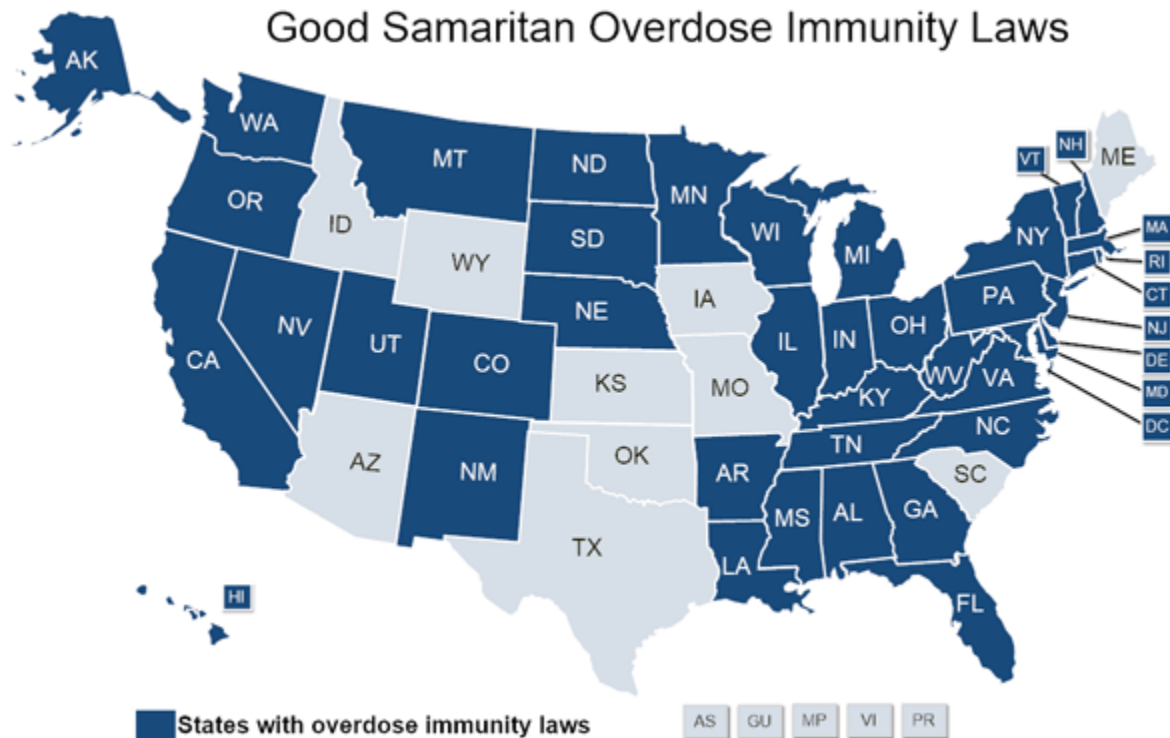 Good Samaritan Overdose Immunity Laws
AK
WA
MT
ND
MN
VT
NH
ME
OR
ID
WY
SD
WI
MI
NY
MA
RI
CT
NJ
DE
MD
DC
CA
NV
UT
CO
NE
IA
IL
IN
OH
PA
WV
VA
KS
MO
KY
NC
TN
AZ
NM
OK
AR
SC
MS
AL
GA
TX
LA
FL
HI
States with overdose immunity laws
AS
GU
MP
VI
PR